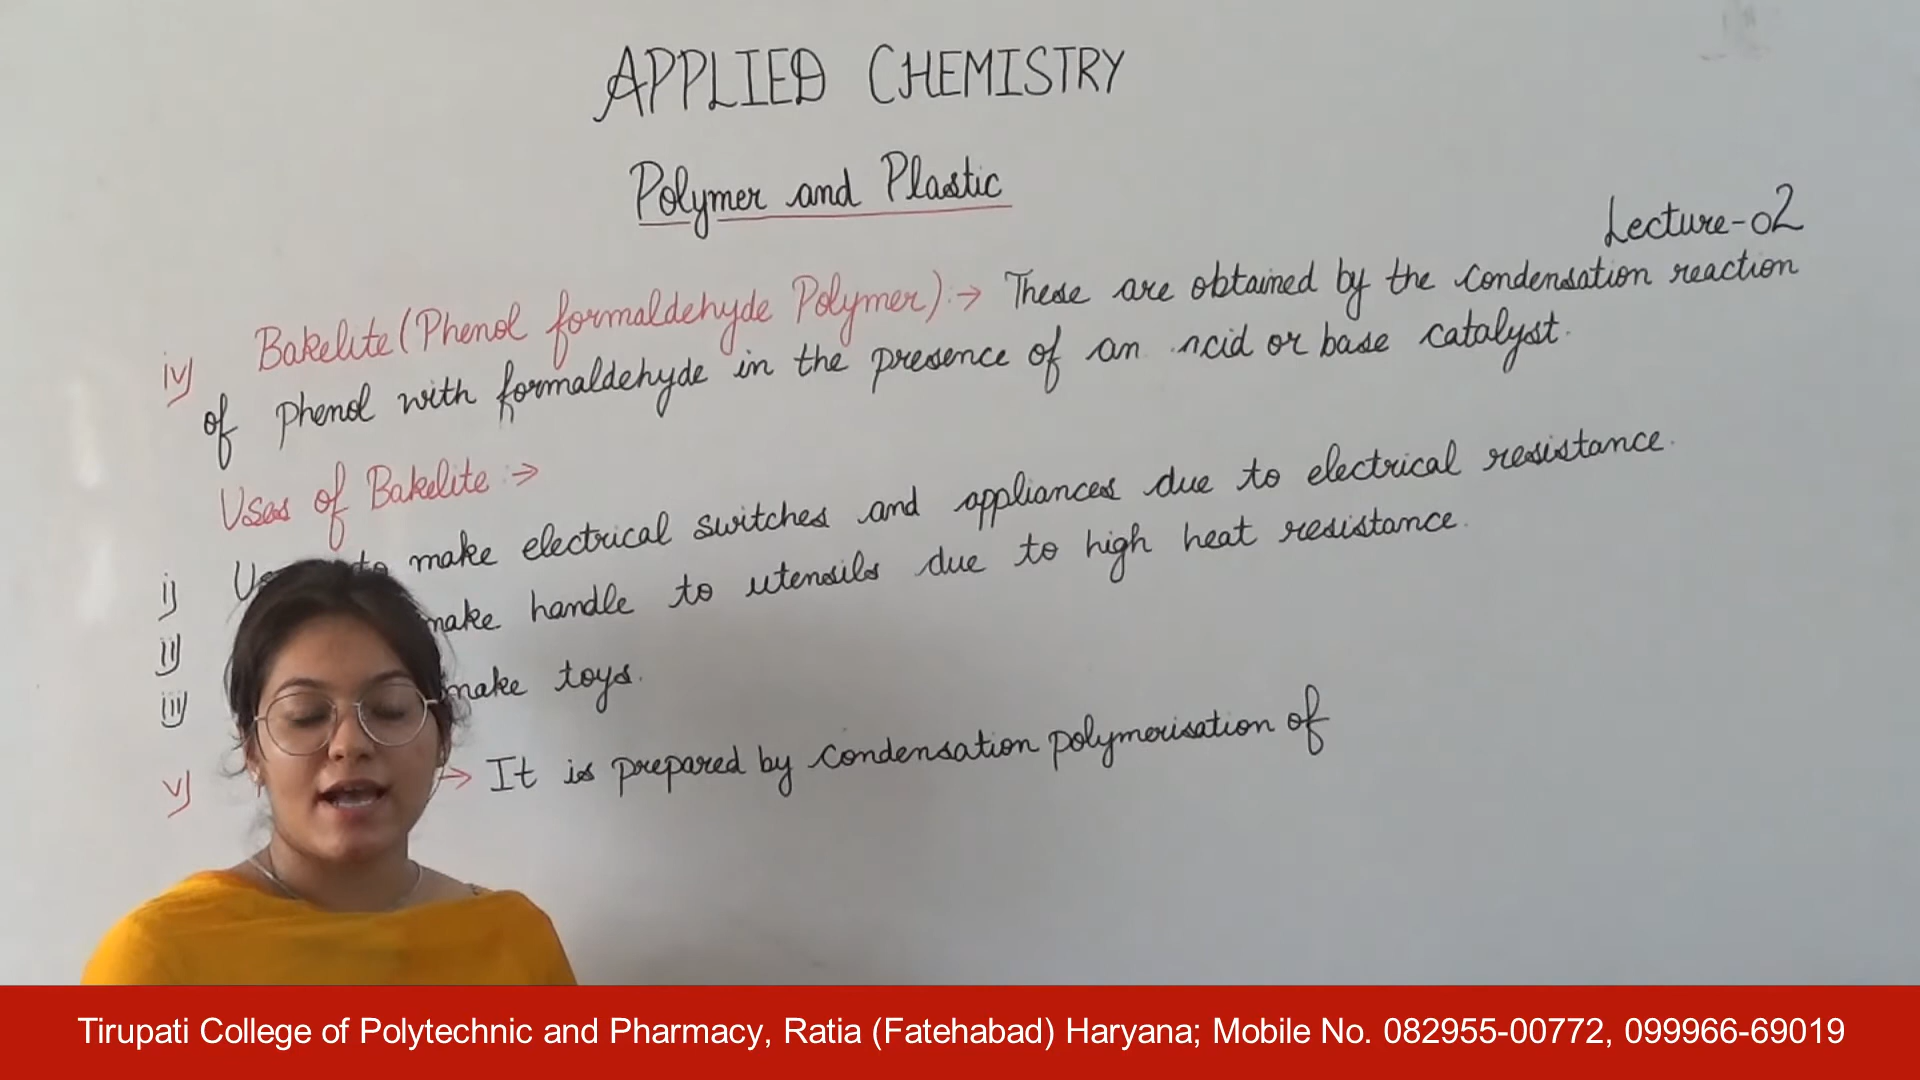 APPLIED CHEMISTRY
Polymer and Plastic
Lecture-02
iv) Bakelite (Phenol formaldehyde Polymer) :→ These are obtained by the condensation reaction
of phenol with formaldehyde in the presence of an acid or base catalyst.
Uses of Bakelite :→
i) to make electrical switches and appliances due to electrical resistance.
ii) make handle to utensils due to high heat resistance.
iii) make toys.
v) → It is prepared by condensation polymerisation of
Tirupati College of Polytechnic and Pharmacy, Ratia (Fatehabad) Haryana; Mobile No. 082955-00772, 099966-69019